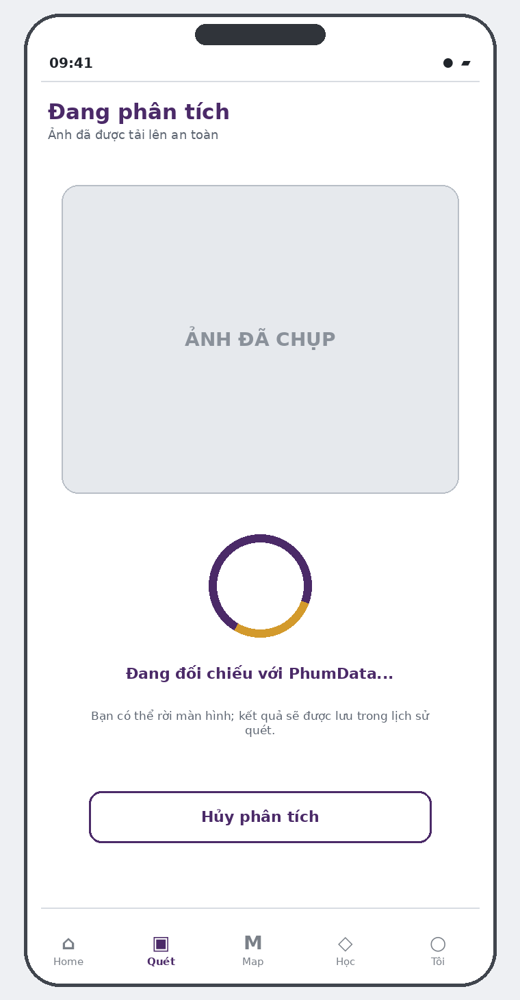 09:41
Đang phân tích
Ảnh đã được tải lên an toàn
ẢNH ĐÃ CHỤP
Đang đối chiếu với PhumData...
Bạn có thể rời màn hình; kết quả sẽ được lưu trong lịch sử
quét.
Hủy phân tích
M
Home
Quét
Map
Học
Tôi